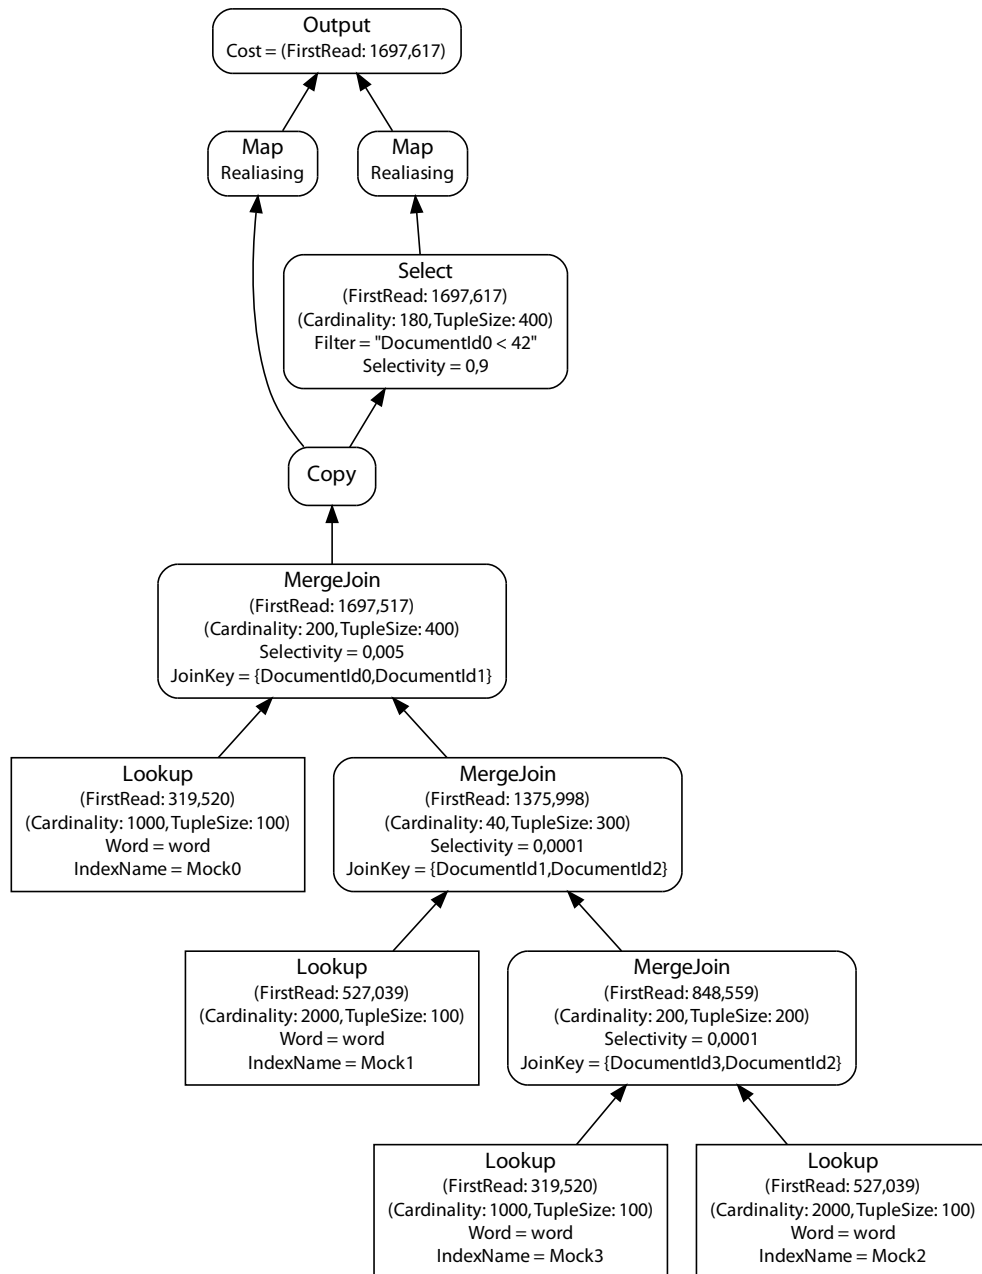 Output
Cost = (FirstRead: 1697,617)
Map
Realiasing
Map
Realiasing
Select
(FirstRead: 1697,617)
(Cardinality: 180, TupleSize: 400)
Filter = "DocumentId0 < 42"
Selectivity = 0,9
Copy
MergeJoin
(FirstRead: 1697,517)
(Cardinality: 200, TupleSize: 400)
Selectivity = 0,005
JoinKey = {DocumentId0,DocumentId1}
Lookup
(FirstRead: 319,520)
(Cardinality: 1000, TupleSize: 100)
Word = word
IndexName = Mock0
MergeJoin
(FirstRead: 1375,998)
(Cardinality: 40, TupleSize: 300)
Selectivity = 0,0001
JoinKey = {DocumentId1,DocumentId2}
Lookup
(FirstRead: 527,039)
(Cardinality: 2000, TupleSize: 100)
Word = word
IndexName = Mock1
MergeJoin
(FirstRead: 848,559)
(Cardinality: 200, TupleSize: 200)
Selectivity = 0,0001
JoinKey = {DocumentId3,DocumentId2}
Lookup
(FirstRead: 319,520)
(Cardinality: 1000, TupleSize: 100)
Word = word
IndexName = Mock3
Lookup
(FirstRead: 527,039)
(Cardinality: 2000, TupleSize: 100)
Word = word
IndexName = Mock2